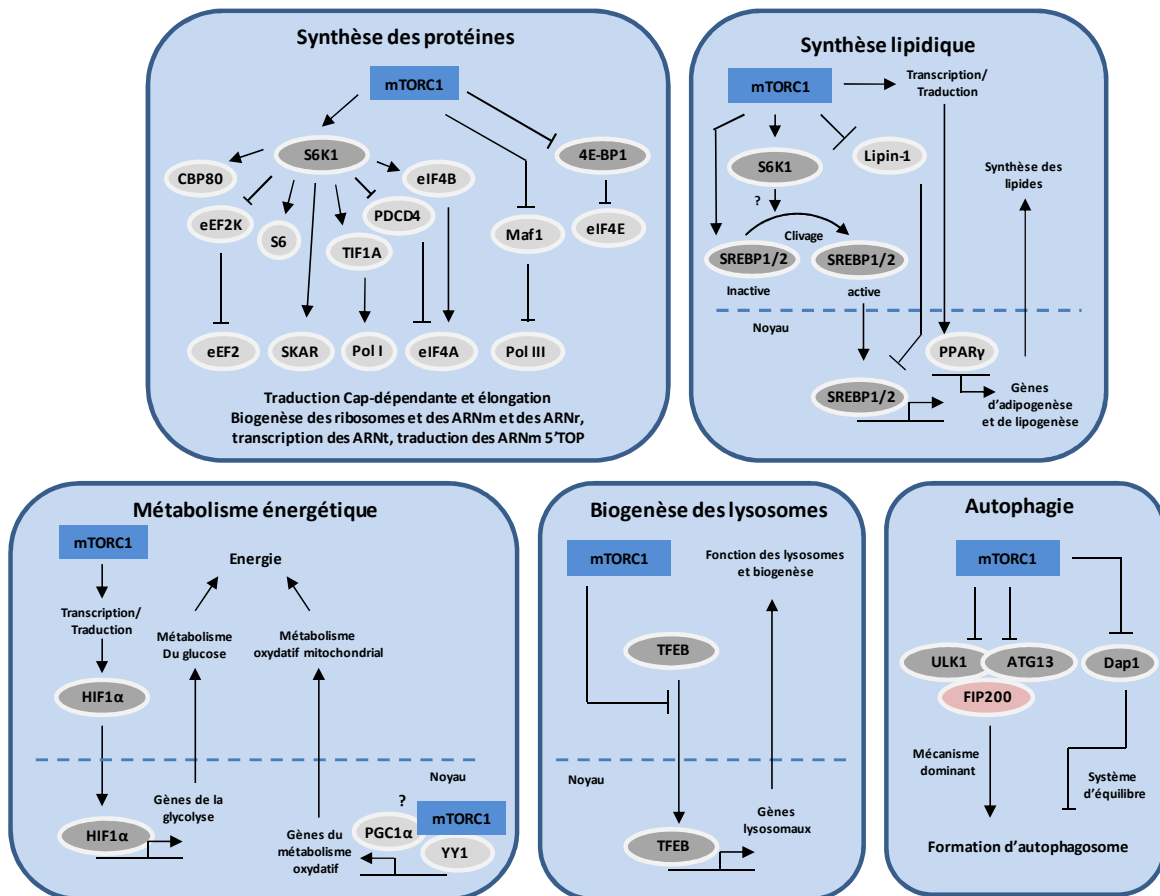 Synthèse des protéines
mTORC1
S6K1
4E-BP1
CBP80
eIF4B
eEF2K
PDCD4
S6
Maf1
eIF4E
TIF1A
eEF2
SKAR
Pol I
eIF4A
Pol III
Traduction Cap-dépendante et élongation
Biogenèse des ribosomes et des ARNm et des ARNr,
transcription des ARNt, traduction des ARNm 5'TOP
Synthèse lipidique
mTORC1
Transcription/
Traduction
S6K1
Lipin-1
Synthèse des
lipides
?
Clivage
SREBP1/2
SREBP1/2
Inactive
active
Noyau
PPARγ
SREBP1/2
Gènes
d'adipogenèse
et de lipogenèse
Métabolisme énergétique
mTORC1
Energie
Transcription/
Traduction
Métabolisme
Du glucose
Métabolisme
oxydatif mitochondrial
HIF1α
Noyau
Gènes de la
glycolyse
HIF1α
Gènes du
métabolisme
oxydatif
?
PGC1α
mTORC1
YY1
Biogenèse des lysosomes
mTORC1
Fonction des lysosomes
et biogenèse
TFEB
Noyau
Gènes
lysosomaux
TFEB
Autophagie
mTORC1
ULK1
ATG13
Dap1
FIP200
Mécanisme
dominant
Système
d'équilibre
Formation d'autophagosome